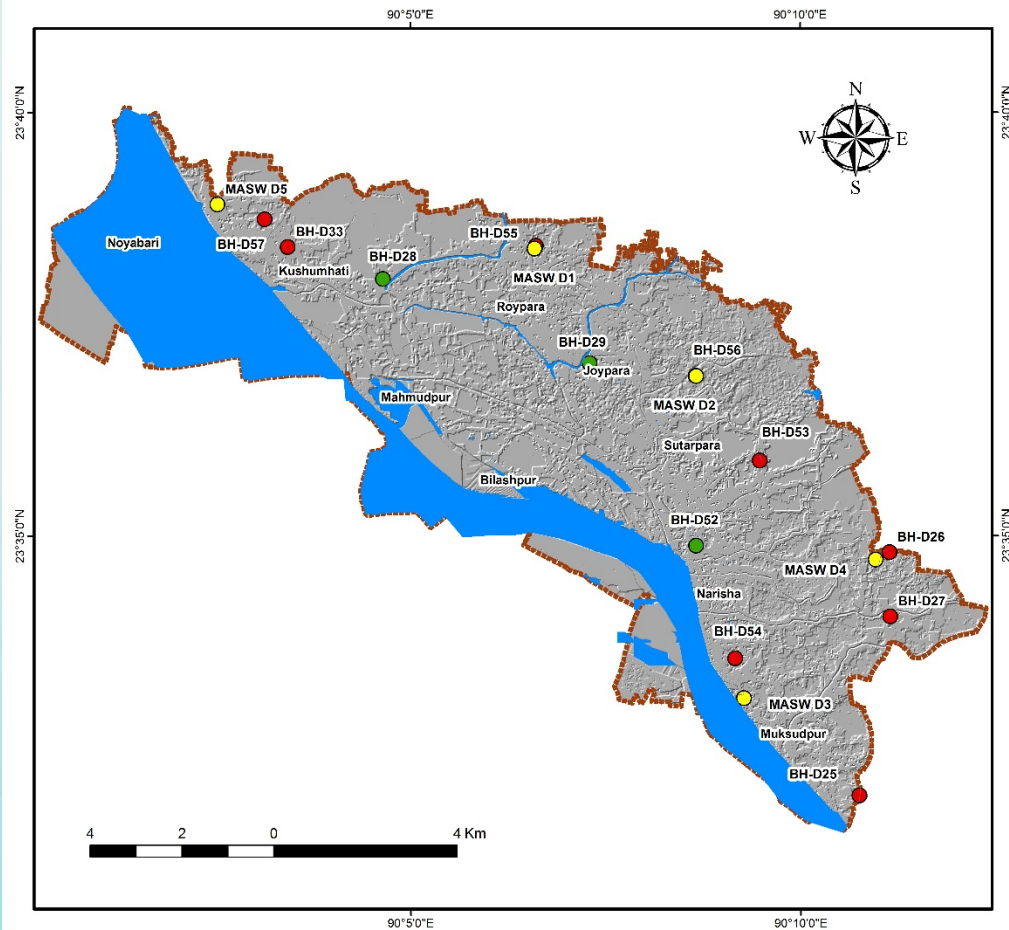 90°5'0"E
90°10'0"E
23°40'0"N
23°40'0"N
N
W
E
S
MASW D5
BH-D33
BH-D57
BH-D55
Noyabari
Kushumhati
BH-D28
MASW D1
Roypara
BH-D29
BH-D56
Joypara
Mahmudpur
MASW D2
Sutarpara
BH-D53
Bilashpur
BH-D52
23°35'0"N
23°35'0"N
BH-D26
MASW D4
Narisha
BH-D27
BH-D54
MASW D3
Muksudpur
BH-D25
4
2
0
4 Km
90°5'0"E
90°10'0"E